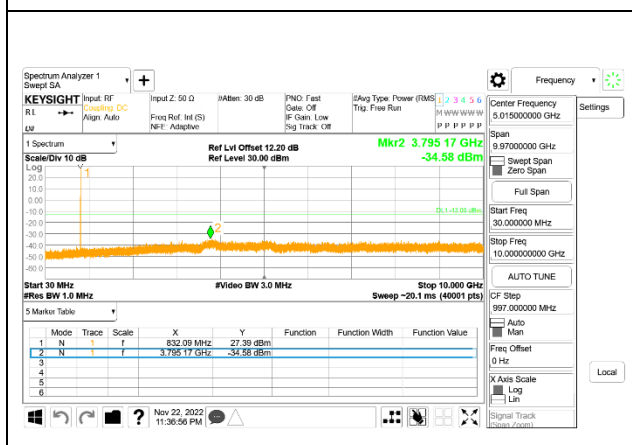 Spectrum Analyzer 1
Swept SA
Frequency
Settings
KEYSIGHT Input: RF Input Z: 50 Ω #Atten: 30 dB PNO: Fast #Avg Type: Power (RMS 1 2 3 4 5 6
RL Coupling: DC Gate: Off Trig: Free Run M W W W W W
Align: Auto Freq Ref: Int (S) IF Gain: Low
NFE: Adaptive Sig Track: Off P P P P P P
1 Spectrum
Ref Lvl Offset 12.20 dB
Mkr2 3.795 17 GHz
Scale/Div 10 dB Ref Level 30.00 dBm -34.58 dBm
Log
1
20.0
10.0
0.00
-10.0
DL1 -13.00 dBm
-20.0
2
-30.0
-40.0
-50.0
-60.0
Start 30 MHz #Video BW 3.0 MHz Stop 10.000 GHz
#Res BW 1.0 MHz Sweep ~20.1 ms (40001 pts)
5 Marker Table
Mode Trace Scale X Y Function Function Width Function Value
1 N 1 f 832.09 MHz 27.39 dBm
2 N 1 f 3.795 17 GHz -34.58 dBm
3
4
5
6
Nov 22, 2022
11:36:56 PM
Center Frequency
5.015000000 GHz
Span
9.97000000 GHz
Swept Span
Zero Span
Full Span
Start Freq
30.000000 MHz
Stop Freq
10.000000000 GHz
AUTO TUNE
CF Step
997.000000 MHz
Auto
Man
Freq Offset
0 Hz
X Axis Scale
Log
Lin
Signal Track
(Span Zoom)
Local